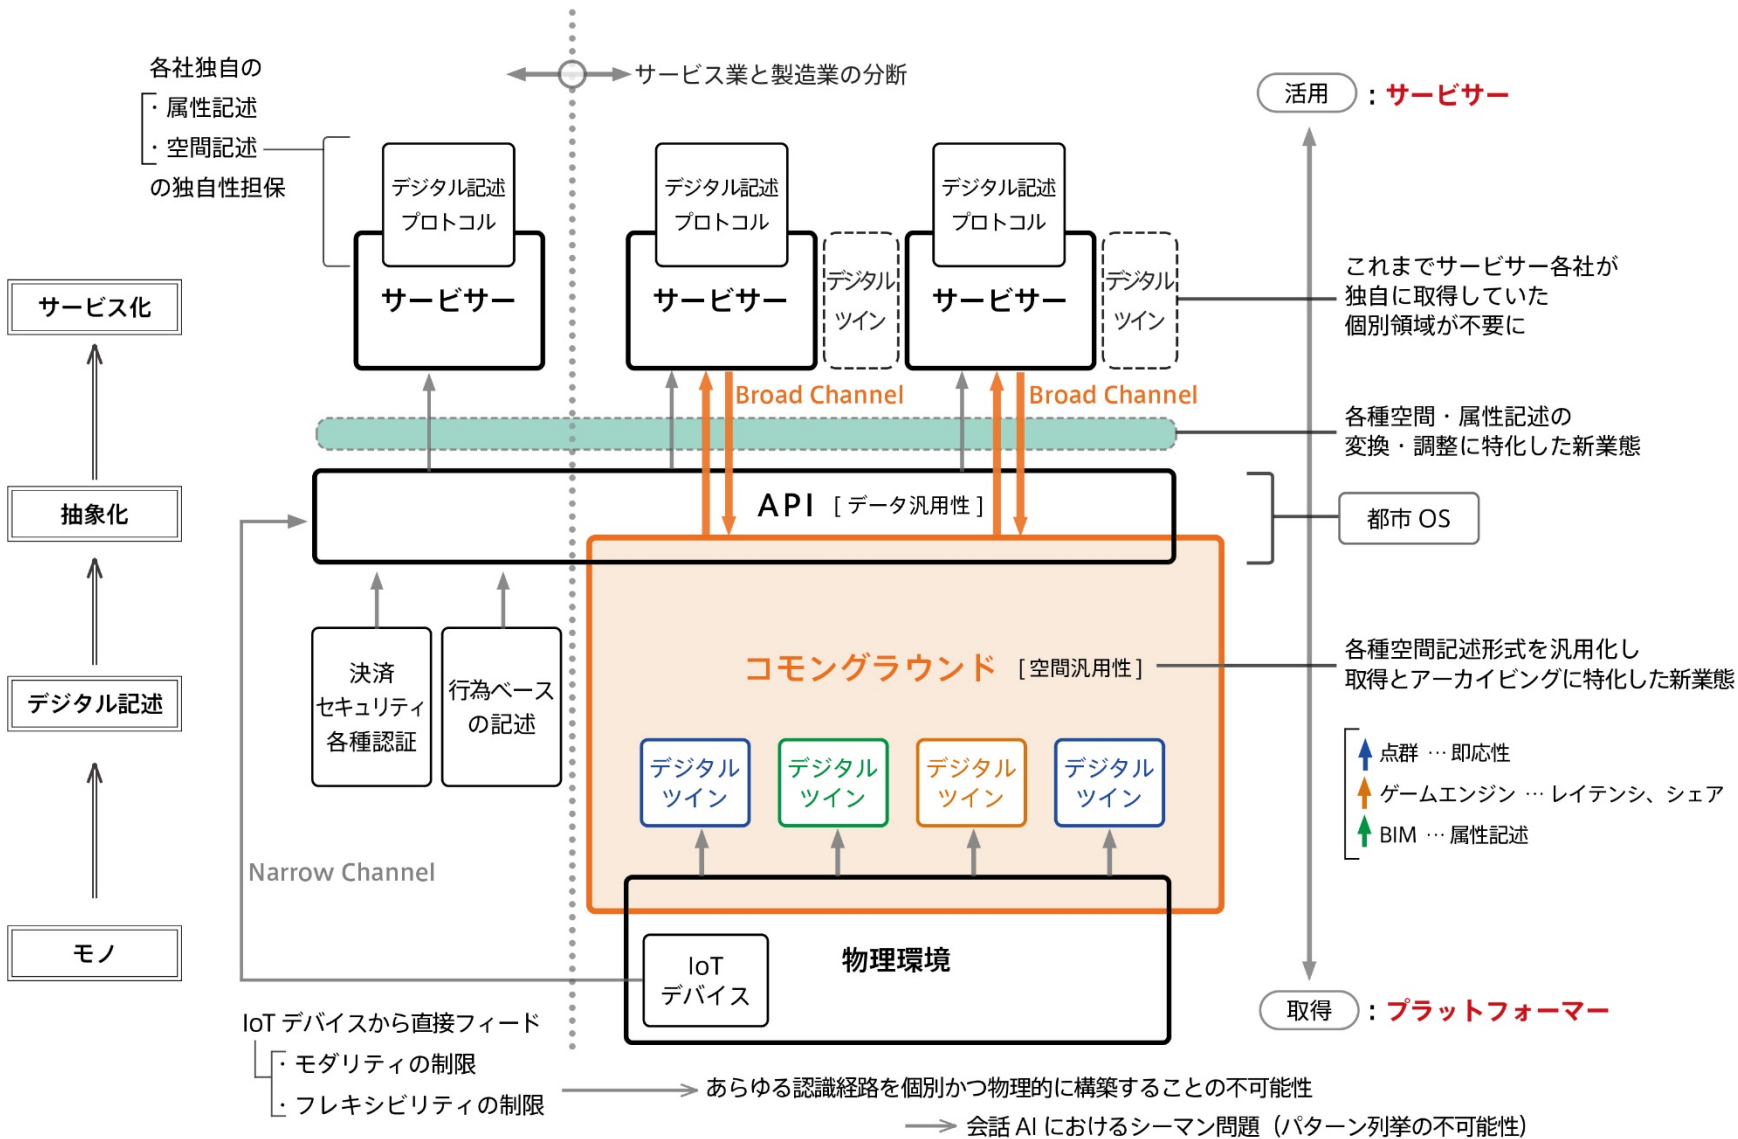 各社独自の
・属性記述
・空間記述
の独自性担保
サービス業と製造業の分断
活用 : サービサー
デジタル記述
プロトコル
サービサー
デジタル記述
プロトコル
サービサー
デジタル
ツイン
デジタル記述
プロトコル
サービサー
デジタル
ツイン
これまでサービサー各社が
独自に取得していた
個別領域が不要に
サービス化
Broad Channel
Broad Channel
各種空間・属性記述の
変換・調整に特化した新業態
抽象化
API [ データ汎用性 ]
都市 OS
デジタル記述
決済
セキュリティ
各種認証
行為ベース
の記述
コモングラウンド [ 空間汎用性 ]
各種空間記述形式を汎用化し
取得とアーカイビングに特化した新業態
デジタル
ツイン
デジタル
ツイン
デジタル
ツイン
デジタル
ツイン
点群 … 即応性
ゲームエンジン … レイテンシ、シェア
BIM … 属性記述
Narrow Channel
モノ
IoT
デバイス
物理環境
取得 : プラットフォーマー
IoT デバイスから直接フィード
・モダリティの制限
・フレキシビリティの制限
あらゆる認識経路を個別かつ物理的に構築することの不可能性
会話 AI におけるシーマン問題（パターン列挙の不可能性）